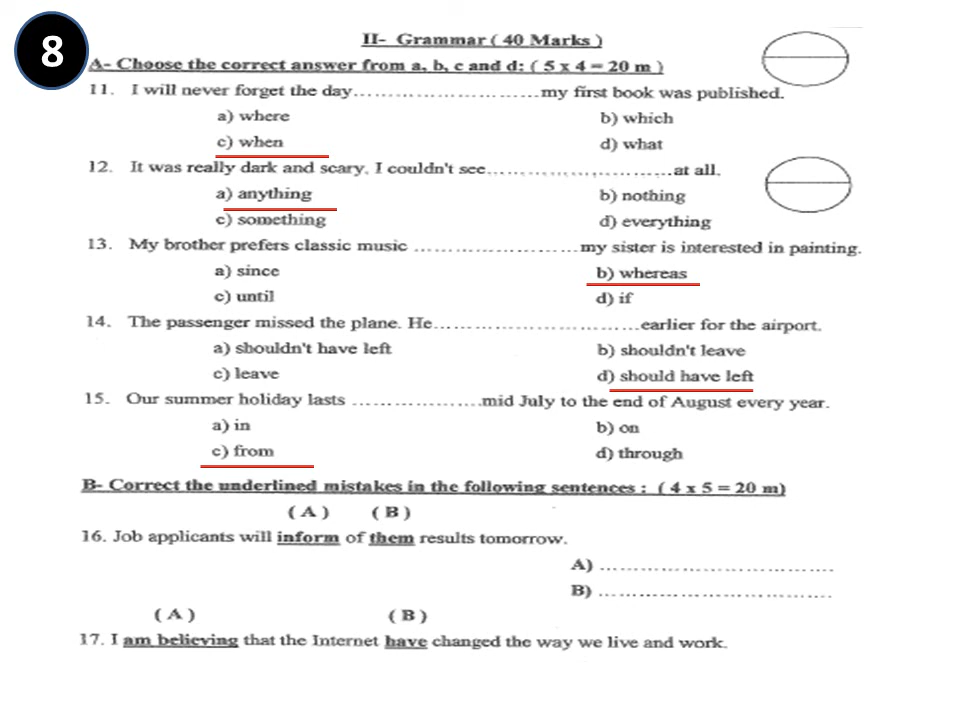 8
II- Grammar ( 40 Marks )
A- Choose the correct answer from a, b, c and d: ( 5 x 4 = 20 m )
11. I will never forget the day……………………………my first book was published.
a) where b) which
c) when d) what
12. It was really dark and scary. I couldn't see……………………………at all.
a) anything b) nothing
c) something d) everything
13. My brother prefers classic music ……………………………my sister is interested in painting.
a) since b) whereas
c) until d) if
14. The passenger missed the plane. He……………………………earlier for the airport.
a) shouldn't have left b) shouldn't leave
c) leave d) should have left
15. Our summer holiday lasts …………………mid July to the end of August every year.
a) in b) on
c) from d) through
B- Correct the underlined mistakes in the following sentences : ( 4 x 5 = 20 m)
( A ) ( B )
16. Job applicants will inform of them results tomorrow.
A) ……………………………………
B) ……………………………………
( A ) ( B )
17. I am believing that the Internet have changed the way we live and work.